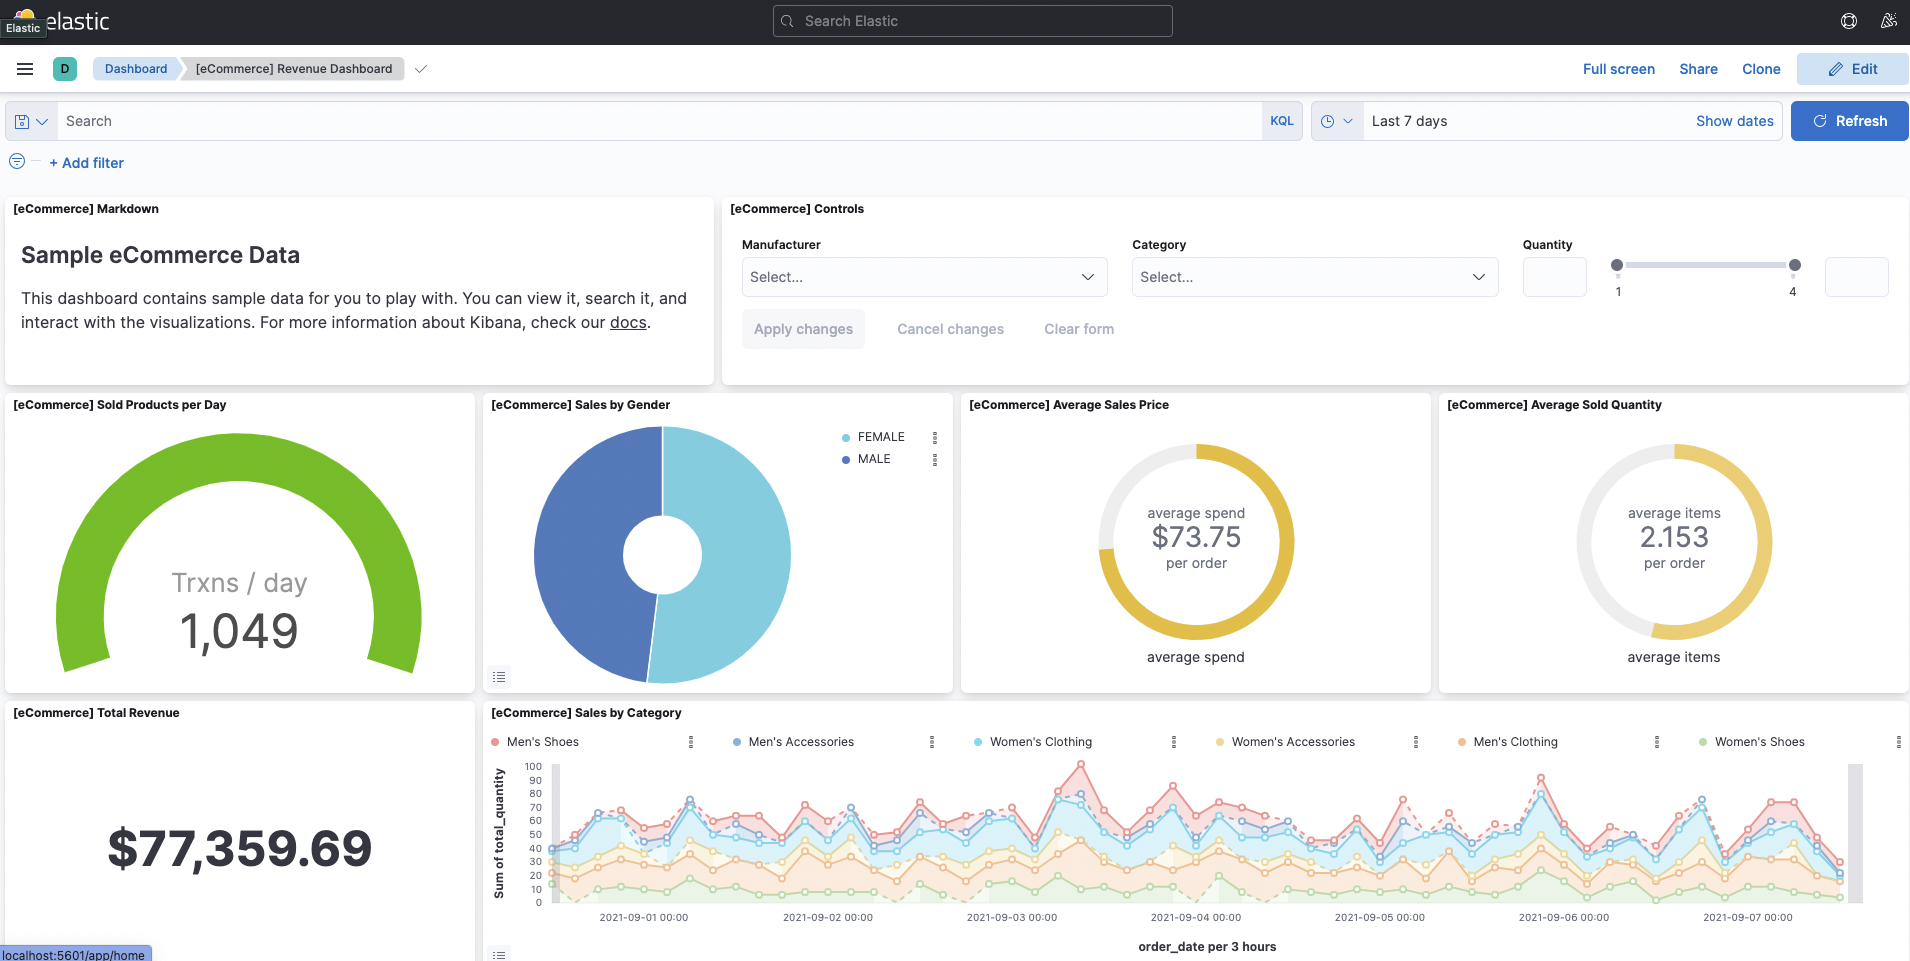 elastic
Elastic
Search Elastic
D
Dashboard
[eCommerce] Revenue Dashboard
Full screen
Share
Clone
Edit
Search
KQL
Last 7 days
Show dates
Refresh
+ Add filter
[eCommerce] Markdown
Sample eCommerce Data
This dashboard contains sample data for you to play with. You can view it, search it, and
interact with the visualizations. For more information about Kibana, check our docs.
[eCommerce] Controls
Manufacturer
Select...
Category
Select...
Quantity
1
4
Apply changes
Cancel changes
Clear form
[eCommerce] Sold Products per Day
Trxns / day
1,049
[eCommerce] Sales by Gender
FEMALE
MALE
[eCommerce] Average Sales Price
average spend
$73.75
per order
average spend
[eCommerce] Average Sold Quantity
average items
2.153
per order
average items
[eCommerce] Total Revenue
$77,359.69
[eCommerce] Sales by Category
Men's Shoes
Men's Accessories
Women's Clothing
Women's Accessories
Men's Clothing
Women's Shoes
Sum of total_quantity
100
90
80
70
60
50
40
30
20
10
0
2021-09-01 00:00
2021-09-02 00:00
2021-09-03 00:00
2021-09-04 00:00
2021-09-05 00:00
2021-09-06 00:00
2021-09-07 00:00
order_date per 3 hours
localhost:5601/app/home